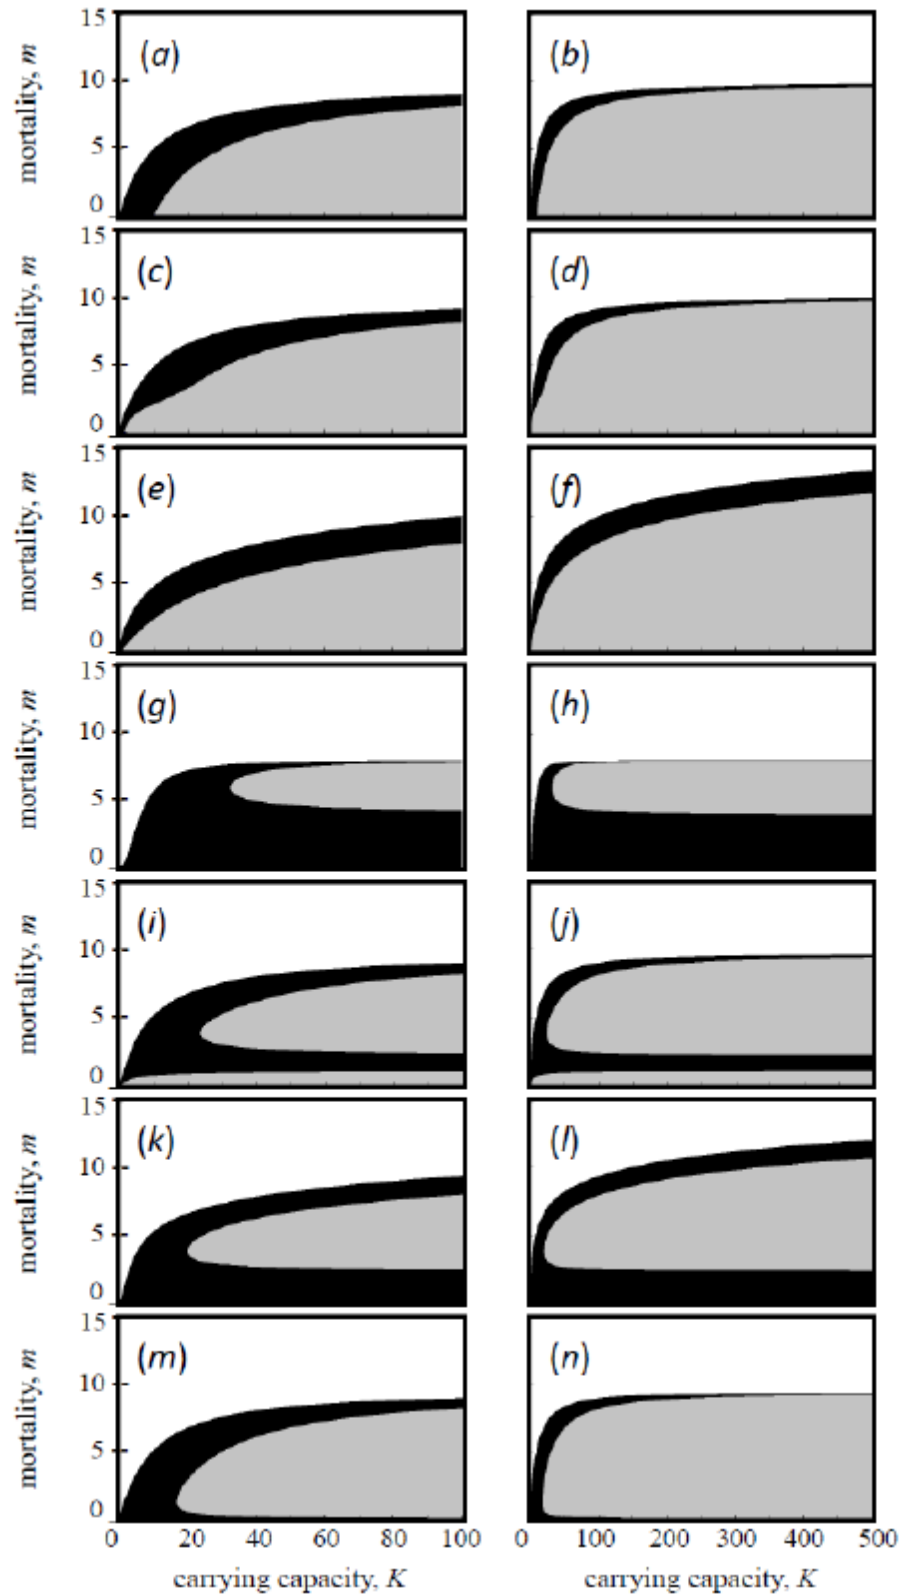 15
mortality, m
10
5
0
(a)
(b)
15
mortality, m
10
5
0
(c)
(d)
15
mortality, m
10
5
0
(e)
(f)
15
mortality, m
10
5
0
(g)
(h)
15
mortality, m
10
5
0
(i)
(j)
15
mortality, m
10
5
0
(k)
(l)
15
mortality, m
10
5
0
(m)
(n)
0 20 40 60 80 100
0 100 200 300 400 500
carrying capacity, K
carrying capacity, K